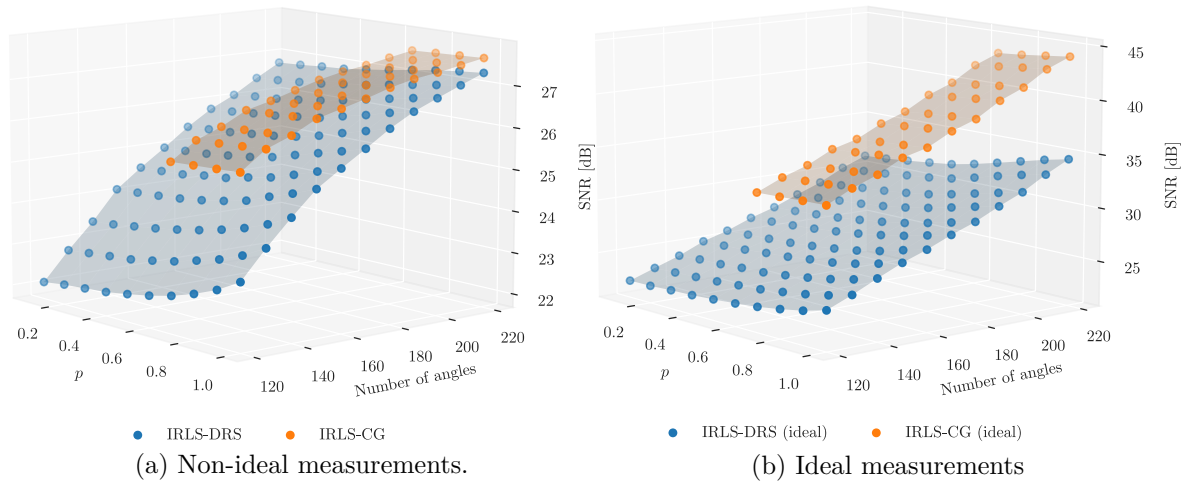 27
26
25
24
23
22
SNR [dB]
0.2
0.4
0.6
0.8
1.0
p
120
140
160
180
200
220
Number of angles
IRLS-DRS
IRLS-CG
(a) Non-ideal measurements.
45
40
35
30
25
SNR [dB]
0.2
0.4
0.6
0.8
1.0
p
120
140
160
180
200
220
Number of angles
IRLS-DRS (ideal)
IRLS-CG (ideal)
(b) Ideal measurements